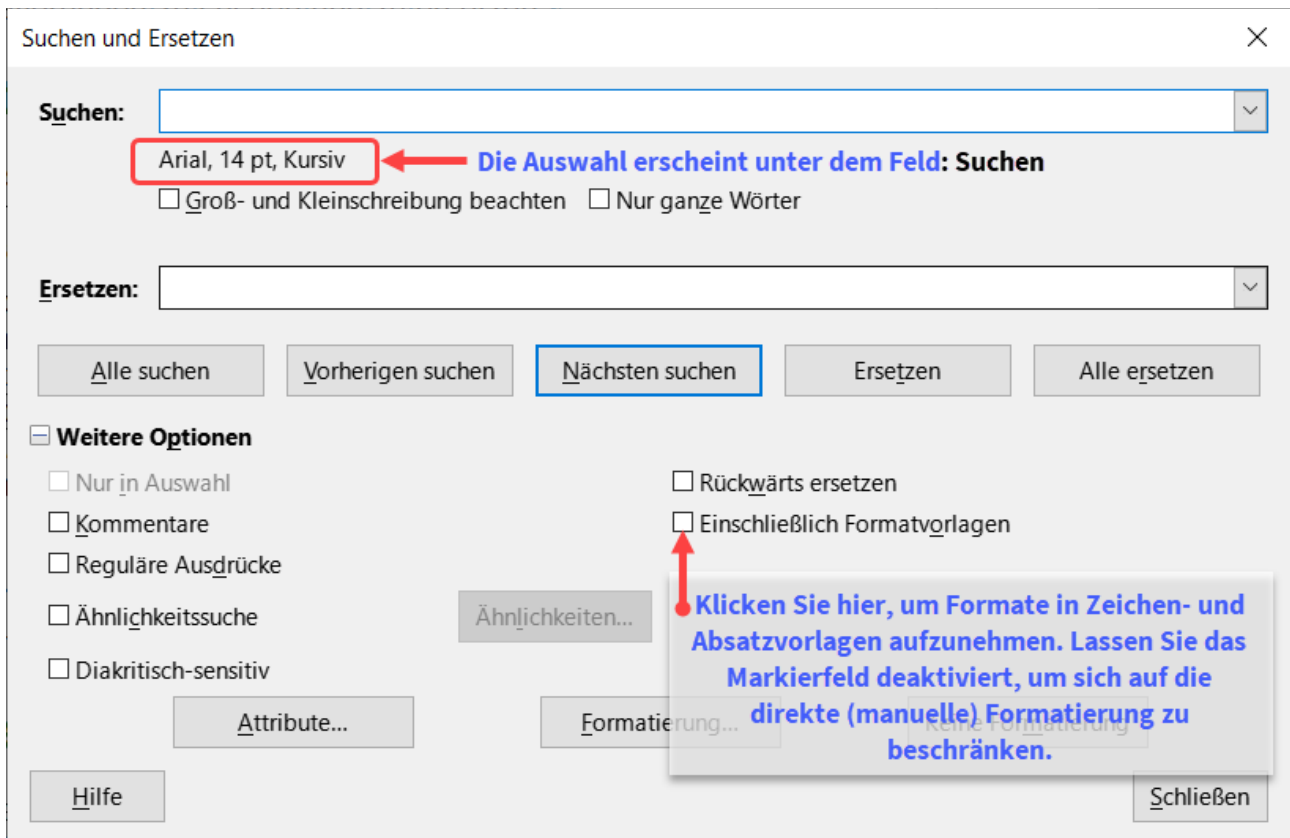 Suchen und Ersetzen
Suchen:
Arial, 14 pt, Kursiv
Die Auswahl erscheint unter dem Feld: Suchen
Groß- und Kleinschreibung beachten
Nur ganze Wörter
Ersetzen:
Alle suchen
Vorherigen suchen
Nächsten suchen
Ersetzen
Alle ersetzen
Weitere Optionen
Nur in Auswahl
Rückwärts ersetzen
Kommentare
Einschließlich Formatvorlagen
Reguläre Ausdrücke
Ähnlichkeitssuche
Ähnlichkeiten...
Diakritisch-sensitiv
Klicken Sie hier, um Formate in Zeichen- und
Absatzvorlagen aufzunehmen. Lassen Sie das
Markierfeld deaktiviert, um sich auf die
direkte (manuelle) Formatierung zu
beschränken.
Attribute...
Formatierung...
Keine Formatierung
Hilfe
Schließen